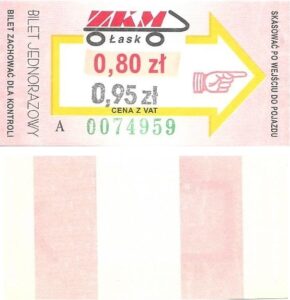 BILET JEDNORAZOWY
BILET ZACHOWAĆ DLA KONTROLI
ZKM
Łask
0,80 zł
0,95 zł
CENA Z VAT
A 0074959
SKASOWAĆ PO WEJŚCIU DO POJAZDU